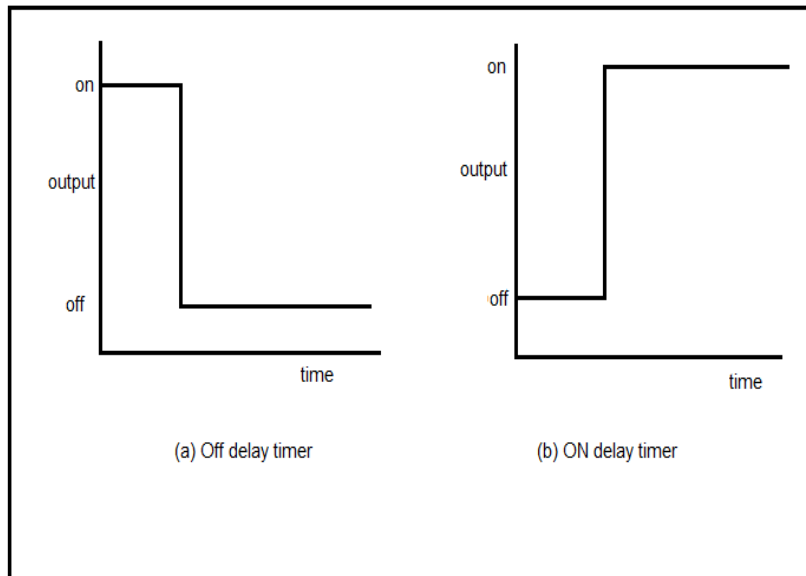 on
output
off
time
(a) Off delay timer
on
output
off
time
(b) ON delay timer